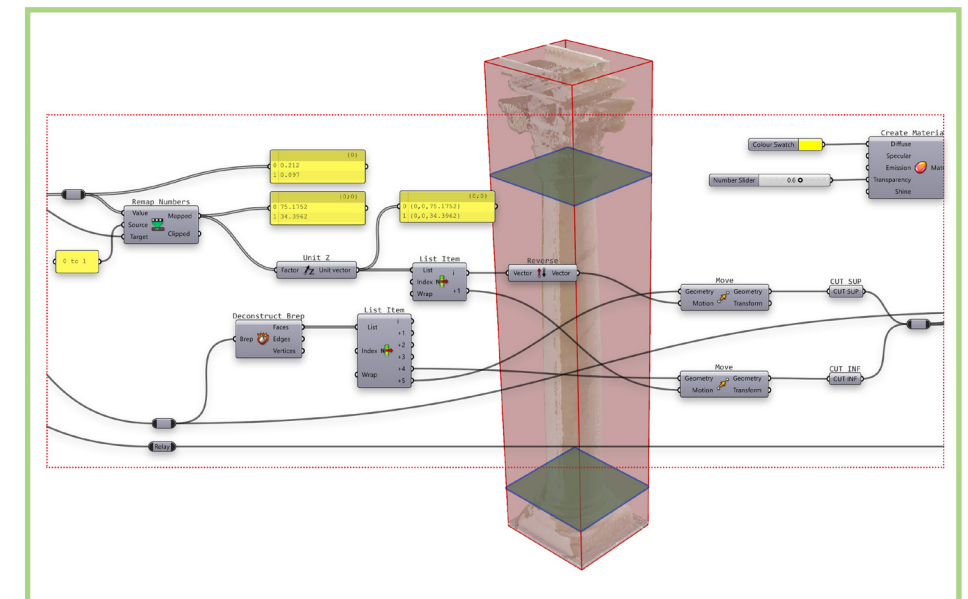 {0}
0 0.212
1 0.097
Remap Numbers
Value
Source
Target
Mapped
Clipped
{0;0}
0 75.1752
1 34.3962
{0;0}
0 {0,0,75.1752}
1 {0,0,34.3962}
0 to 1
Unit Z
Factor
Unit vector
List Item
List
Index
Wrap
i
+1
Reverse
Vector
Vector
Colour Swatch
Number Slider
0.6
Create Materia
Diffuse
Specular
Emission
Transparency
Shine
Mat
Deconstruct Brep
Brep
Faces
Edges
Vertices
List Item
List
Index
Wrap
i
+1
+2
+3
+4
+5
Move
Geometry
Motion
Geometry
Transform
CUT SUP
CUT SUP
Move
Geometry
Motion
Geometry
Transform
CUT INF
CUT INF
Relay